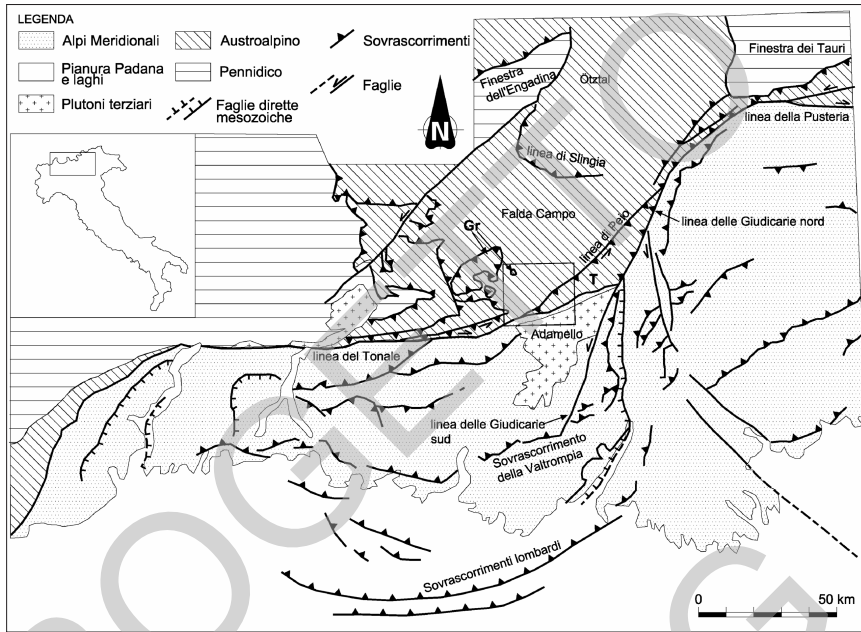 LEGENDA
Alpi Meridionali
Austroalpino
Sovrascorrimenti
Pianura Padana
e laghi
Pennidico
Faglie
Plutoni terziari
Faglie dirette
mesozoiche
N
Finestra
dell'Engadina
Ötztal
Finestra dei Tauri
linea della Pusteria
linea di Slingia
Falda Campo
linea di Pejo
linea delle Giudicarie nord
Gr
T
Adamello
linea del Tonale
linea delle Giudicarie
sud
Sovrascorrimento
della Valtrompia
Sovrascorrimenti lombardi
0
50 km